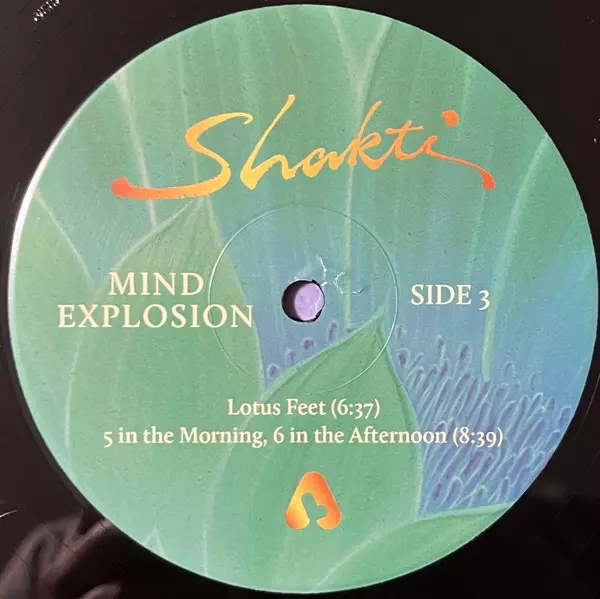 Shakti
MIND
EXPLOSION
SIDE 3
Lotus Feet (6:37)
5 in the Morning, 6 in the Afternoon (8:39)